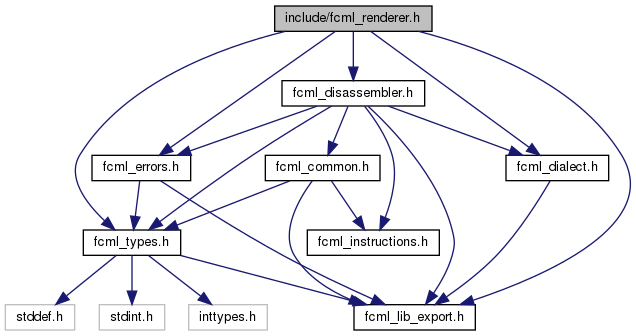 include/fcml_renderer.h
fcml_disassembler.h
fcml_errors.h
fcml_common.h
fcml_dialect.h
fcml_types.h
fcml_instructions.h
stddef.h
stdint.h
inttypes.h
fcml_lib_export.h